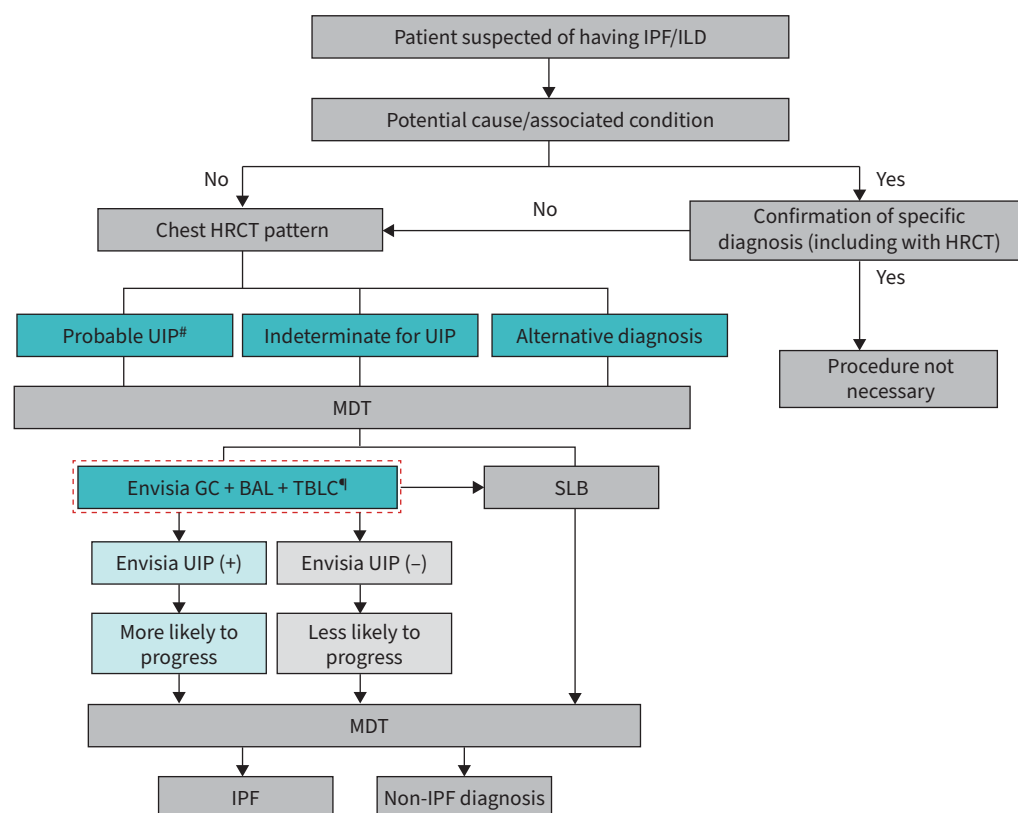 Patient suspected of having IPF/ILD
Potential cause/associated condition
No
Yes
Chest HRCT pattern
No
Confirmation of specific
diagnosis (including with HRCT)
Yes
Probable UIP#
Indeterminate for UIP
Alternative diagnosis
Procedure not
necessary
MDT
Envisia GC + BAL + TBLC¶
SLB
Envisia UIP (+)
Envisia UIP (–)
More likely to
progress
Less likely to
progress
MDT
IPF
Non-IPF diagnosis